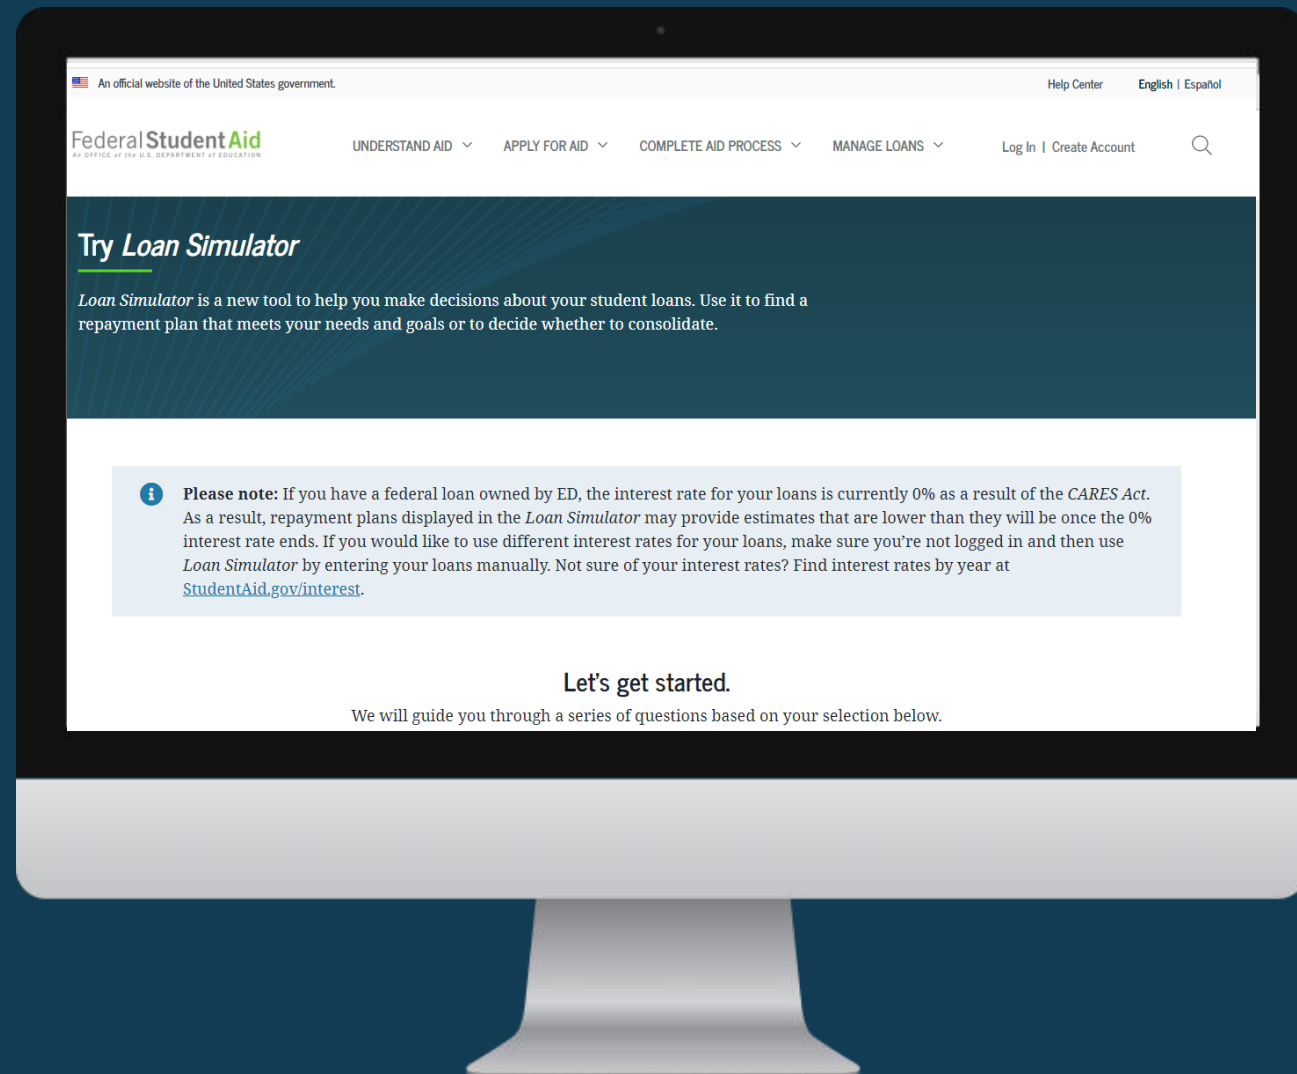 An official website of the United States government.
Help Center English | Español
Federal Student Aid
An OFFICE of the U.S. DEPARTMENT of EDUCATION
UNDERSTAND AID APPLY FOR AID COMPLETE AID PROCESS MANAGE LOANS Log In | Create Account
Try Loan Simulator
Loan Simulator is a new tool to help you make decisions about your student loans. Use it to find a
repayment plan that meets your needs and goals or to decide whether to consolidate.
Please note: If you have a federal loan owned by ED, the interest rate for your loans is currently 0% as a result of the CARES Act.
As a result, repayment plans displayed in the Loan Simulator may provide estimates that are lower than they will be once the 0%
interest rate ends. If you would like to use different interest rates for your loans, make sure you’re not logged in and then use
Loan Simulator by entering your loans manually. Not sure of your interest rates? Find interest rates by year at
StudentAid.gov/interest.
Let’s get started.
We will guide you through a series of questions based on your selection below.